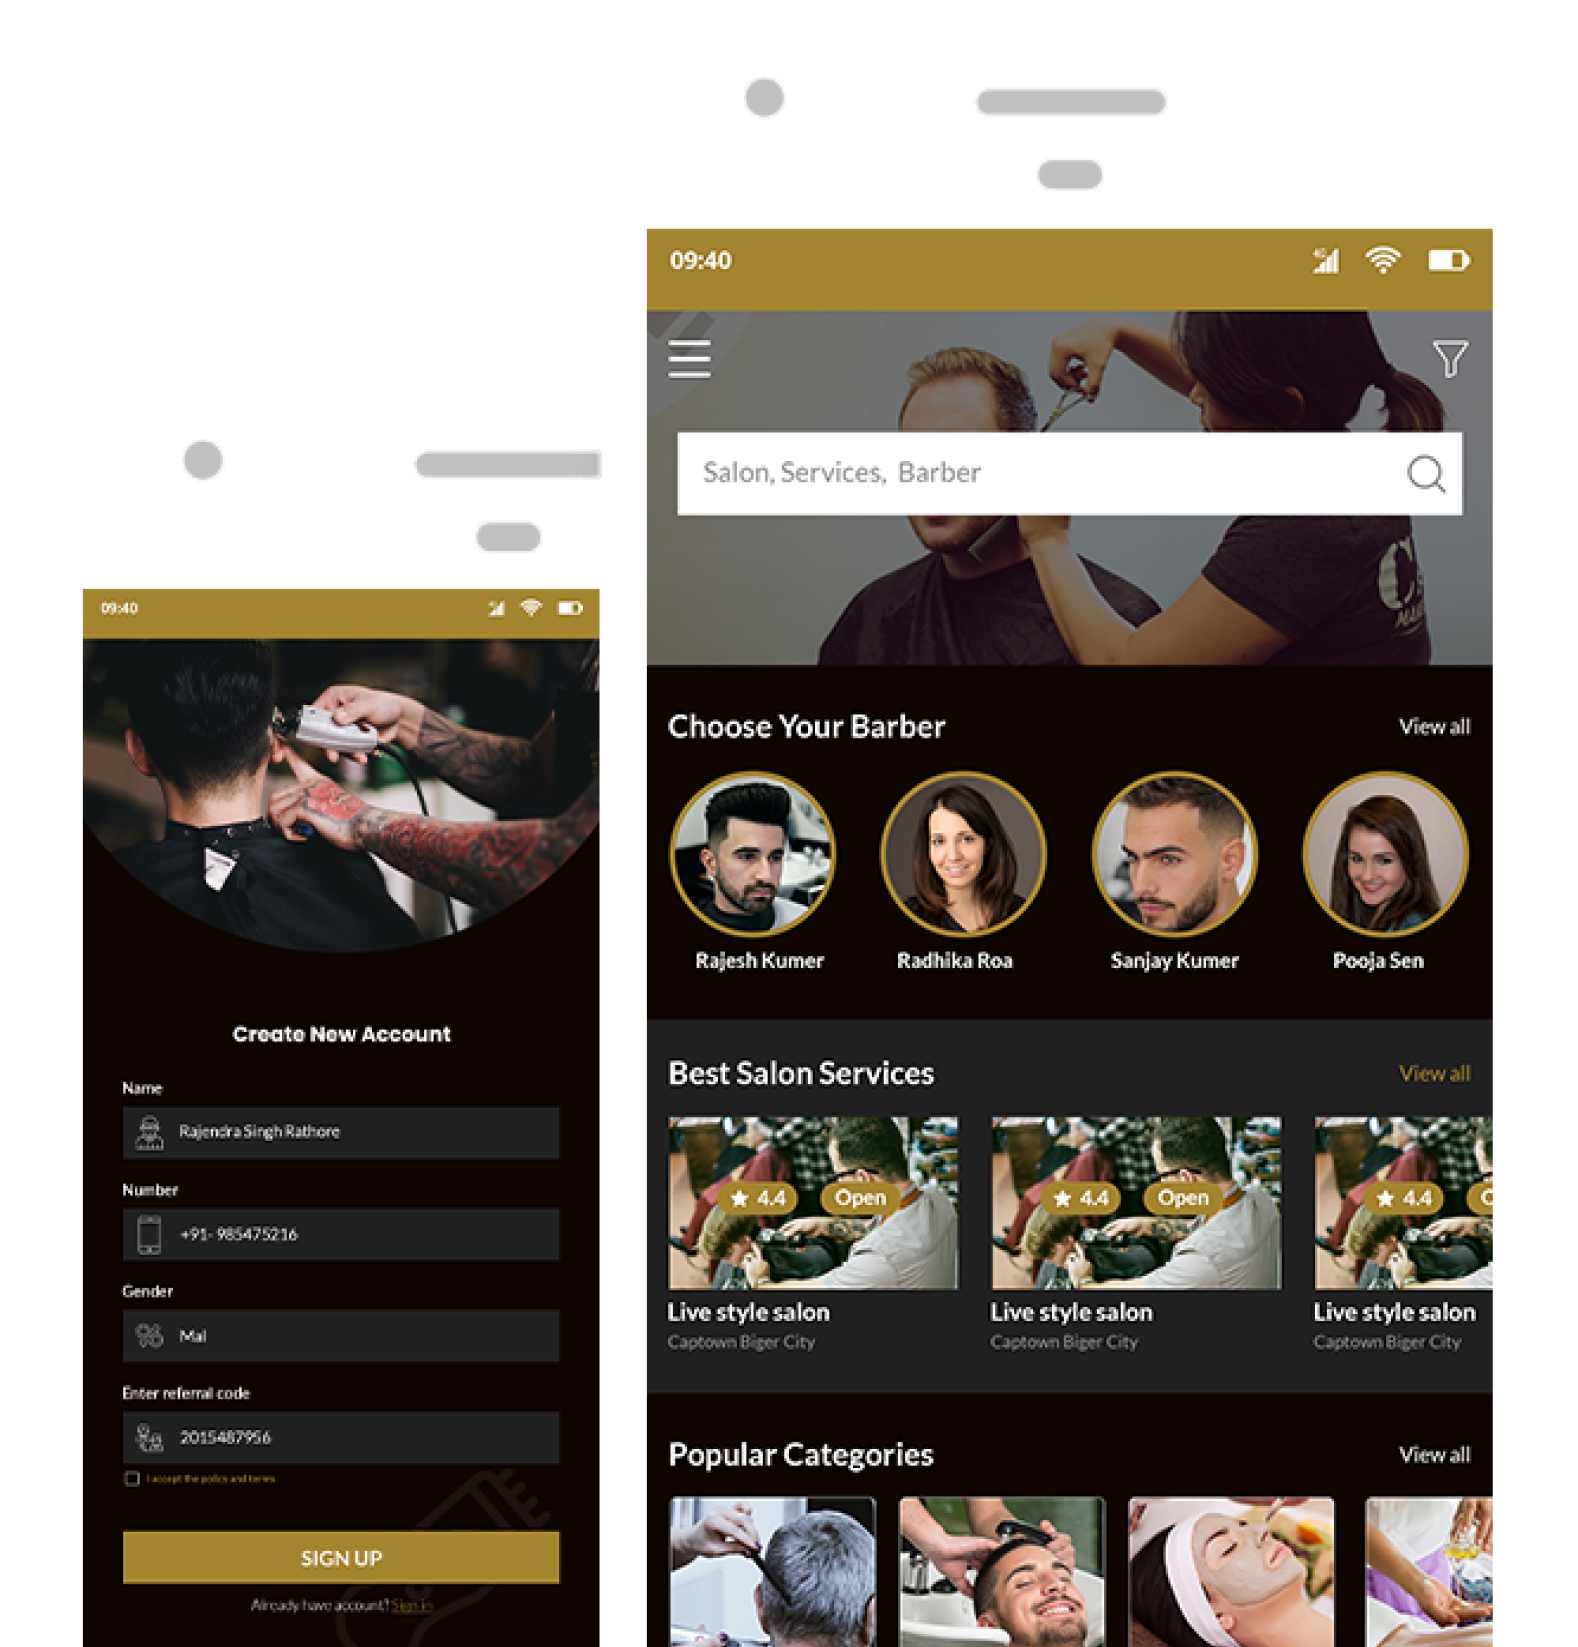 09:40
Create New Account
Name
Rajendra Singh Rathore
Number
+91- 985475216
Gender
Mal
Enter referral code
2015487956
I accept the policy and terms
SIGN UP
Already have account? Sign in
09:40
Salon, Services, Barber
Choose Your Barber View all
Rajesh Kumer Radhika Roa Sanjay Kumer Pooja Sen
Best Salon Services View all
4.4 Open 4.4 Open 4.4
Live style salon Live style salon Live style salon
Captown Biger City Captown Biger City Captown Biger City
Popular Categories View all